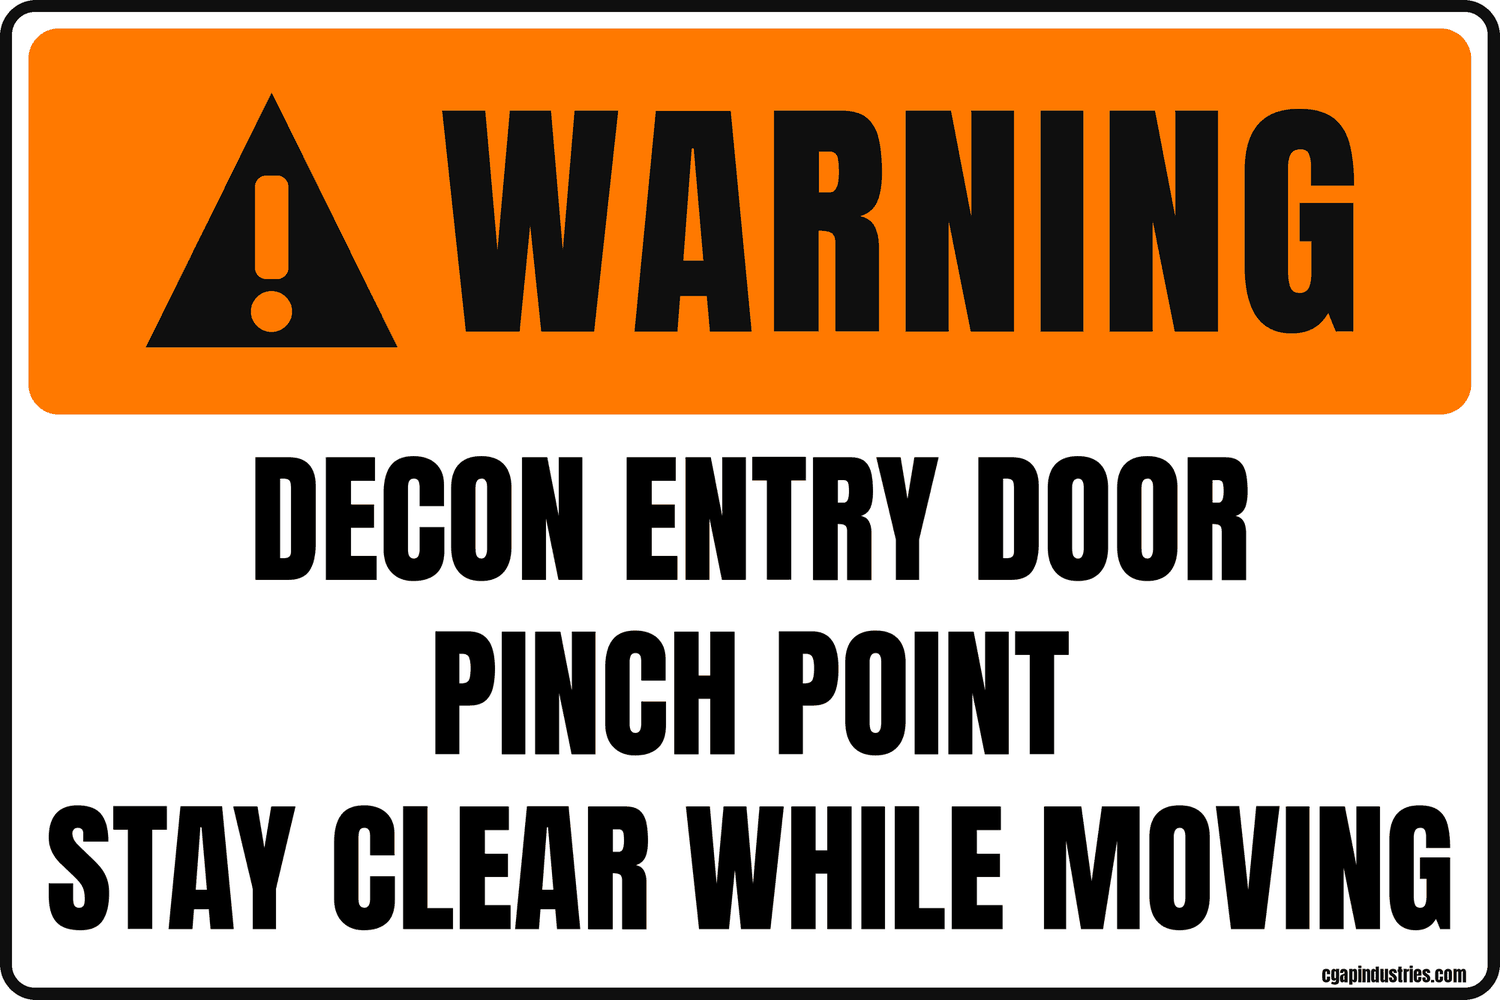 WARNING
DECON ENTRY DOOR
PINCH POINT
STAY CLEAR WHILE MOVING
cgapindustries.com